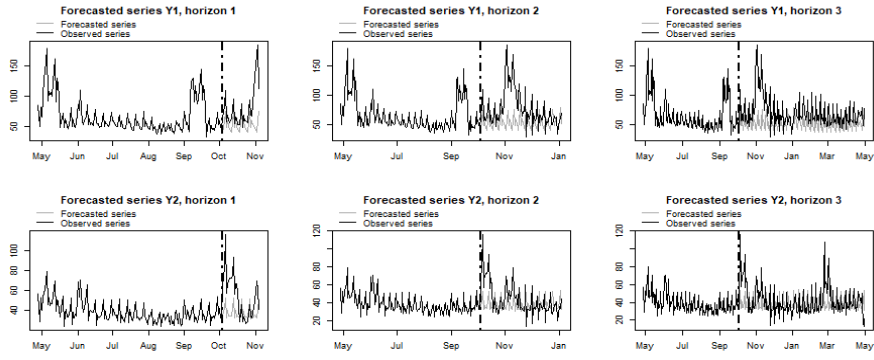 Forecasted series Y1, horizon 1
Forecasted series
Observed series
50 100 150
May Yun Yul Aug Sep Oct Nov
Forecasted series Y1, horizon 2
Forecasted series
Observed series
50 100 150
May Jul Sep Nov Jan
Forecasted series Y1, horizon 3
Forecasted series
Observed series
50 100 150
May Jul Sep Nov Jan Mar May
Forecasted series Y2, horizon 1
Forecasted series
Observed series
40 60 80 100
May Jun Jul Aug Sep Oct Nov
Forecasted series Y2, horizon 2
Forecasted series
Observed series
20 40 60 80 120
May Jul Sep Nov Jan
Forecasted series Y2, horizon 3
Forecasted series
Observed series
20 40 60 80 120
May Jul Sep Nov Jan Mar May